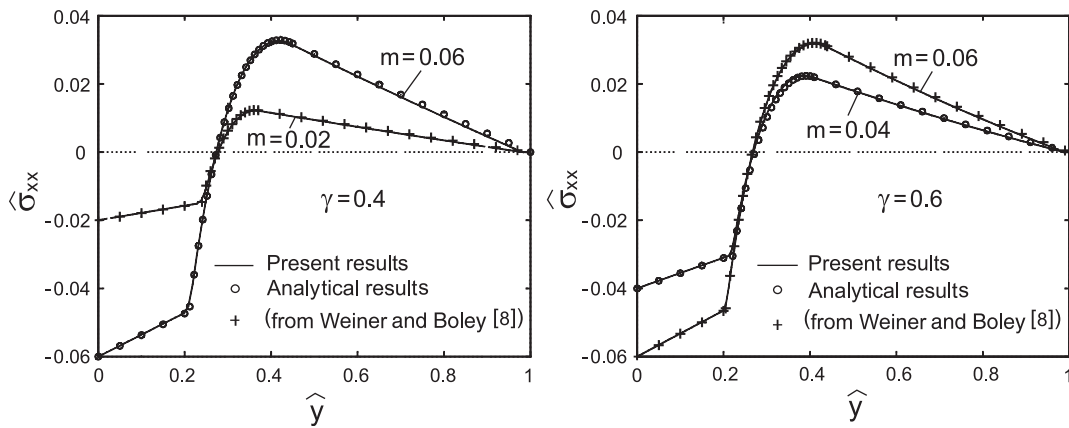 0.04
0.02
0
-0.02
-0.04
-0.06
σ̂xx
m=0.06
m=0.02
γ=0.4
Present results
Analytical results
(from Weiner and Boley [8])
0 0.2 0.4 0.6 0.8 1
ŷ
0.04
0.02
0
-0.02
-0.04
-0.06
σ̂xx
m=0.06
m=0.04
γ=0.6
Present results
Analytical results
(from Weiner and Boley [8])
0 0.2 0.4 0.6 0.8 1
ŷ